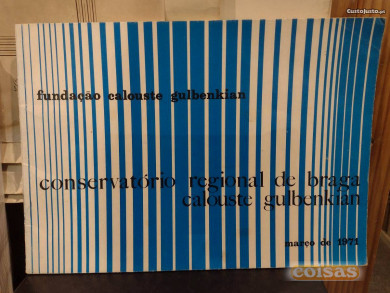 CustoJusto.pt
fundação calouste gulbenkian
conservatório regional de braga
calouste gulbenkian
março de 1971
coisas